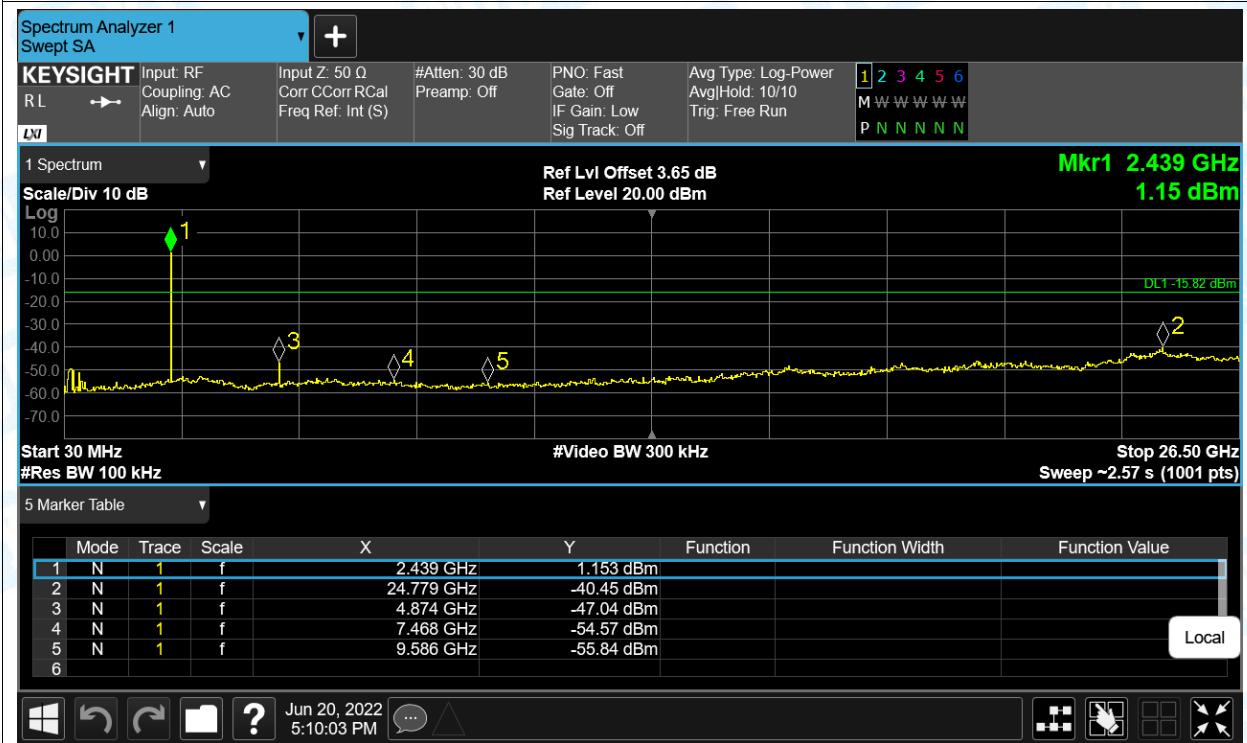 Spectrum Analyzer 1
Swept SA
+
KEYSIGHT Input: RF Input Z: 50 Ω #Atten: 30 dB PNO: Fast Avg Type: Log-Power 1 2 3 4 5 6
R L Coupling: AC Corr CCorr RCal Preamp: Off Gate: Off Avg|Hold: 10/10 M W W W W W W
Align: Auto Freq Ref: Int (S) IF Gain: Low Trig: Free Run
LXI Sig Track: Off P N N N N N
1 Spectrum Ref Lvl Offset 3.65 dB Mkr1 2.439 GHz
Scale/Div 10 dB Ref Level 20.00 dBm 1.15 dBm
Log
10.0 1
0.00
-10.0 DL1 -15.82 dBm
-20.0
-30.0 2
-40.0 3
-50.0 4 5
-60.0
-70.0
Start 30 MHz #Video BW 300 kHz Stop 26.50 GHz
#Res BW 100 kHz Sweep ~2.57 s (1001 pts)
5 Marker Table
Mode Trace Scale X Y Function Function Width Function Value
1 N 1 f 2.439 GHz 1.153 dBm
2 N 1 f 24.779 GHz -40.45 dBm
3 N 1 f 4.874 GHz -47.04 dBm
4 N 1 f 7.468 GHz -54.57 dBm
5 N 1 f 9.586 GHz -55.84 dBm
6
Local
? Jun 20, 2022
5:10:03 PM